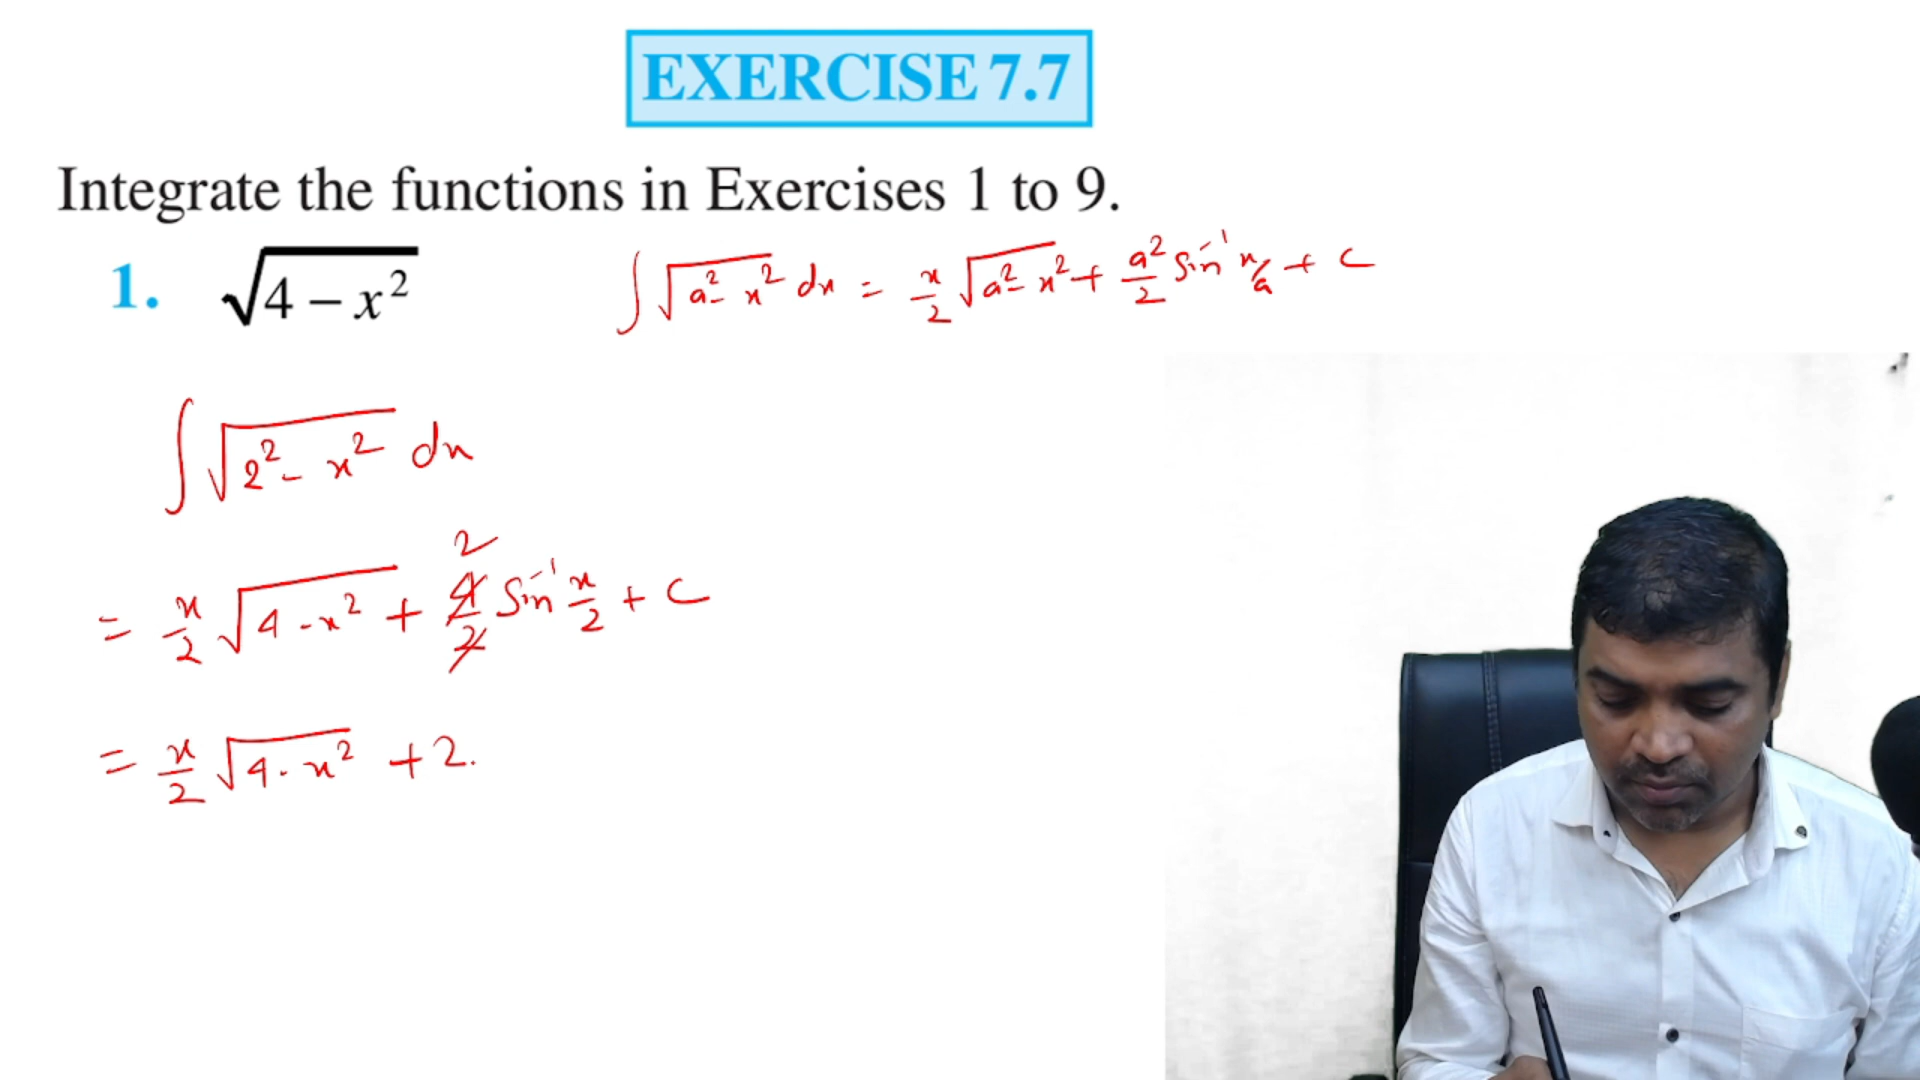 EXERCISE 7.7
Integrate the functions in Exercises 1 to 9.
1. √(4 – x²)
∫√(a² - x²) dx = x/2 √(a² - x²) + a²/2 sin⁻¹ x/a + C
∫√(2² - x²) dx
2
= x/2 √(4 - x²) + 4/2 sin⁻¹ x/2 + C
= x/2 √(4 - x²) + 2.